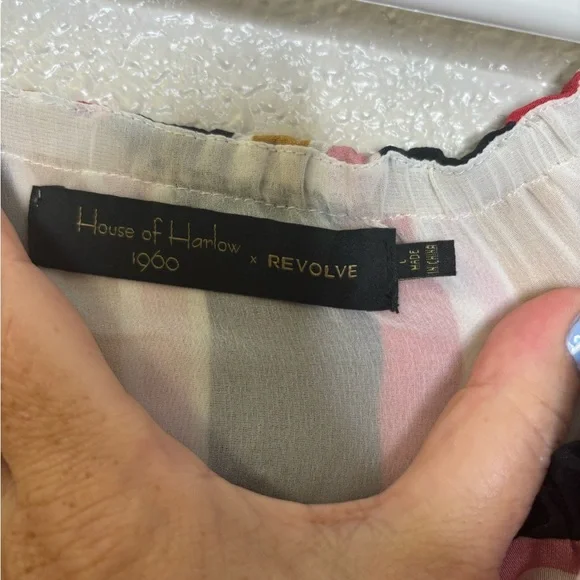 House of Harlow
1960
x REVOLVE
L
MADE
IN CHINA